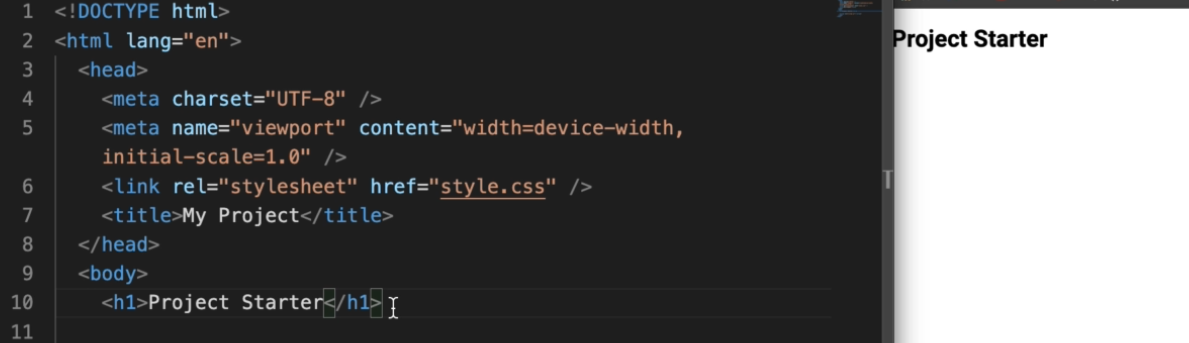 1 <!DOCTYPE html>
2 <html lang="en">
3 <head>
4 <meta charset="UTF-8" />
5 <meta name="viewport" content="width=device-width,
initial-scale=1.0" />
6 <link rel="stylesheet" href="style.css" />
7 <title>My Project</title>
8 </head>
9 <body>
10 <h1>Project Starter</h1>
11
Project Starter